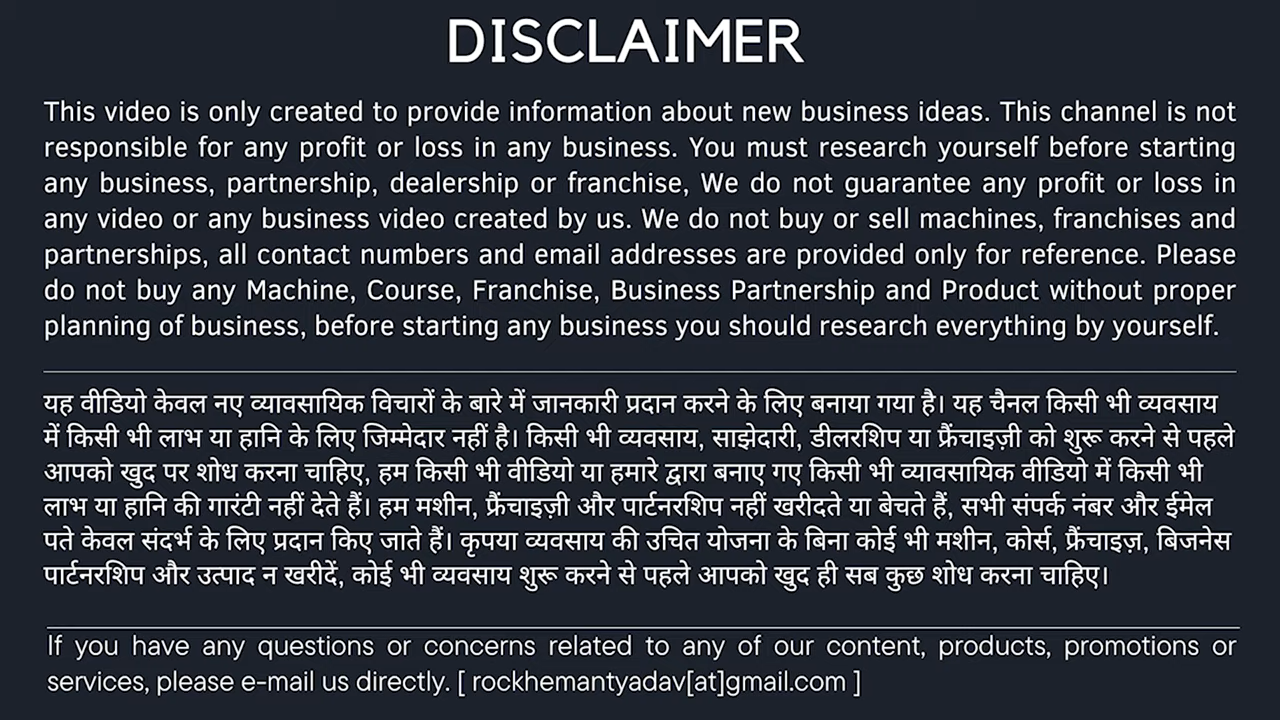 DISCLAIMER
This video is only created to provide information about new business ideas. This channel is not
responsible for any profit or loss in any business. You must research yourself before starting
any business, partnership, dealership or franchise, We do not guarantee any profit or loss in
any video or any business video created by us. We do not buy or sell machines, franchises and
partnerships, all contact numbers and email addresses are provided only for reference. Please
do not buy any Machine, Course, Franchise, Business Partnership and Product without proper
planning of business, before starting any business you should research everything by yourself.
यह वीडियो केवल नए व्यावसायिक विचारों के बारे में जानकारी प्रदान करने के लिए बनाया गया है। यह चैनल किसी भी व्यवसाय
में किसी भी लाभ या हानि के लिए जिम्मेदार नहीं है। किसी भी व्यवसाय, साझेदारी, डीलरशिप या फ्रैंचाइज़ी को शुरू करने से पहले
आपको खुद पर शोध करना चाहिए, हम किसी भी वीडियो या हमारे द्वारा बनाए गए किसी भी व्यावसायिक वीडियो में किसी भी
लाभ या हानि की गारंटी नहीं देते हैं। हम मशीन, फ्रैंचाइज़ी और पार्टनरशिप नहीं खरीदते या बेचते हैं, सभी संपर्क नंबर और ईमेल
पते केवल संदर्भ के लिए प्रदान किए जाते हैं। कृपया व्यवसाय की उचित योजना के बिना कोई भी मशीन, कोर्स, फ्रैंचाइज़, बिजनेस
पार्टनरशिप और उत्पाद न खरीदें, कोई भी व्यवसाय शुरू करने से पहले आपको खुद ही सब कुछ शोध करना चाहिए।
If you have any questions or concerns related to any of our content, products, promotions or
services, please e-mail us directly. [ rockhemantyadav[at]gmail.com ]